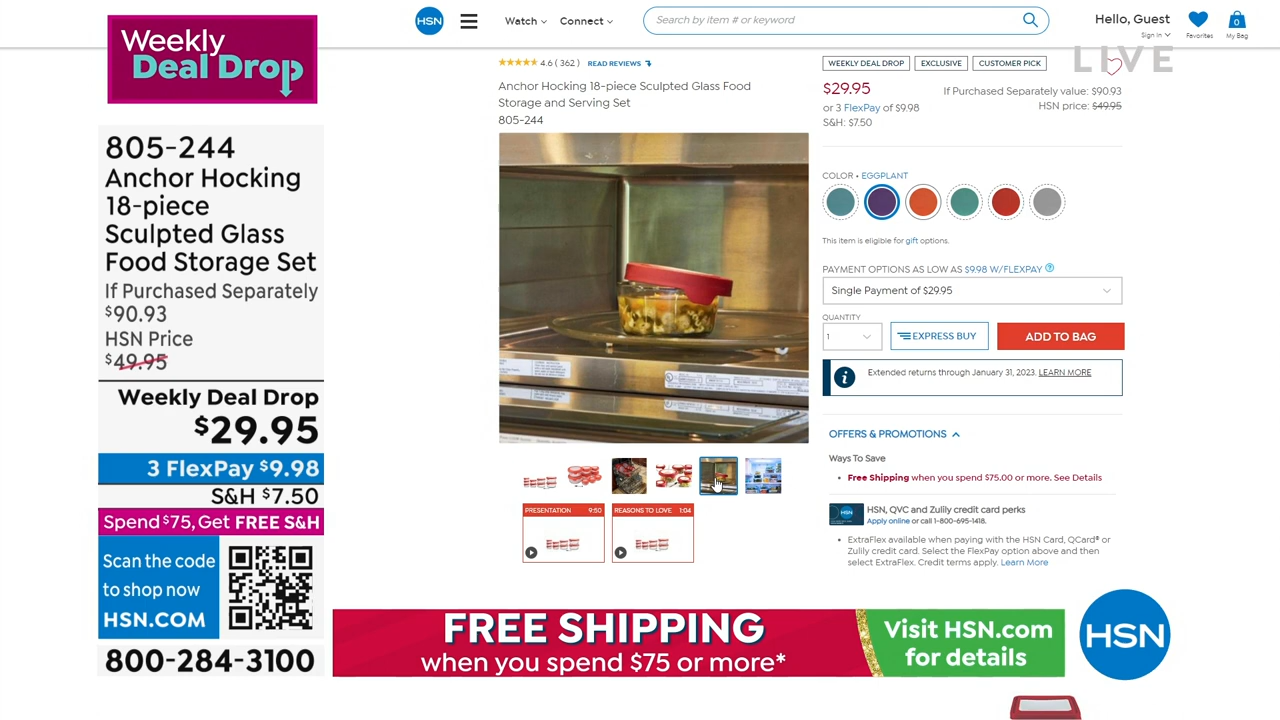 Weekly
Deal Drop
805-244
Anchor Hocking
18-piece
Sculpted Glass
Food Storage Set
If Purchased Separately
$90.93
HSN Price
$49.95
Weekly Deal Drop
$29.95
3 FlexPay $9.98
S&H $7.50
Spend $75, Get FREE S&H
Scan the code
to shop now
HSN.COM
800-284-3100
HSN
Watch
Connect
Search by item # or keyword
Hello, Guest
Sign in
Favorites
0
My Bag
LIVE
4.6 ( 362 ) READ REVIEWS
Anchor Hocking 18-piece Sculpted Glass Food
Storage and Serving Set
805-244
PRESENTATION 9:50
REASONS TO LOVE 1:04
WEEKLY DEAL DROP
EXCLUSIVE
CUSTOMER PICK
$29.95
If Purchased Separately value: $90.93
or 3 FlexPay of $9.98
HSN price: $49.95
S&H: $7.50
COLOR • EGGPLANT
This item is eligible for gift options.
PAYMENT OPTIONS AS LOW AS $9.98 W/FLEXPAY
Single Payment of $29.95
QUANTITY
1
EXPRESS BUY
ADD TO BAG
Extended returns through January 31, 2023. LEARN MORE
OFFERS & PROMOTIONS
Ways To Save
• Free Shipping when you spend $75.00 or more. See Details
HSN
HSN, QVC and Zulily credit card perks
Apply online or call 1-800-695-1418.
• ExtraFlex available when paying with the HSN Card, QCard® or
Zulily credit card. Select the FlexPay option above and then
select ExtraFlex. Credit terms apply. Learn More
FREE SHIPPING
when you spend $75 or more*
Visit HSN.com
for details
HSN